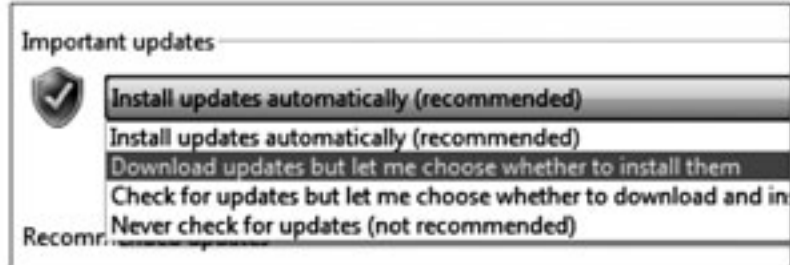 Important updates
Install updates automatically (recommended)
Install updates automatically (recommended)
Download updates but let me choose whether to install them
Check for updates but let me choose whether to download and in
Never check for updates (not recommended)